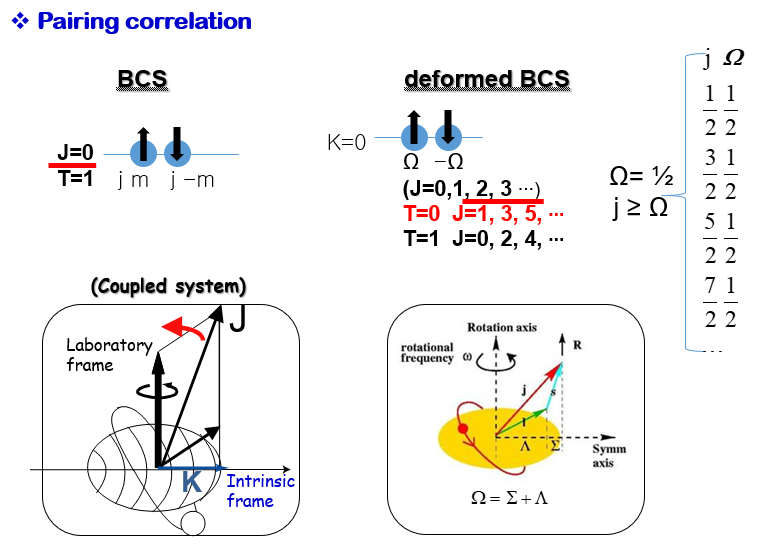 ❖ Pairing correlation
BCS
J=0
T=1
j m j –m
deformed BCS
K=0
Ω –Ω
(J=0,1, 2, 3 ···)
T=0 J=1, 3, 5, ···
T=1 J=0, 2, 4, ···
Ω= ½
j ≥ Ω
j Ω
1/2 1/2
3/2 1/2
5/2 1/2
7/2 1/2
...
(Coupled system)
J
Laboratory
frame
K
Intrinsic
frame
Rotation axis
rotational
frequency ω
R
j
s
l
Λ Σ
Symm
axis
Ω = Σ + Λ